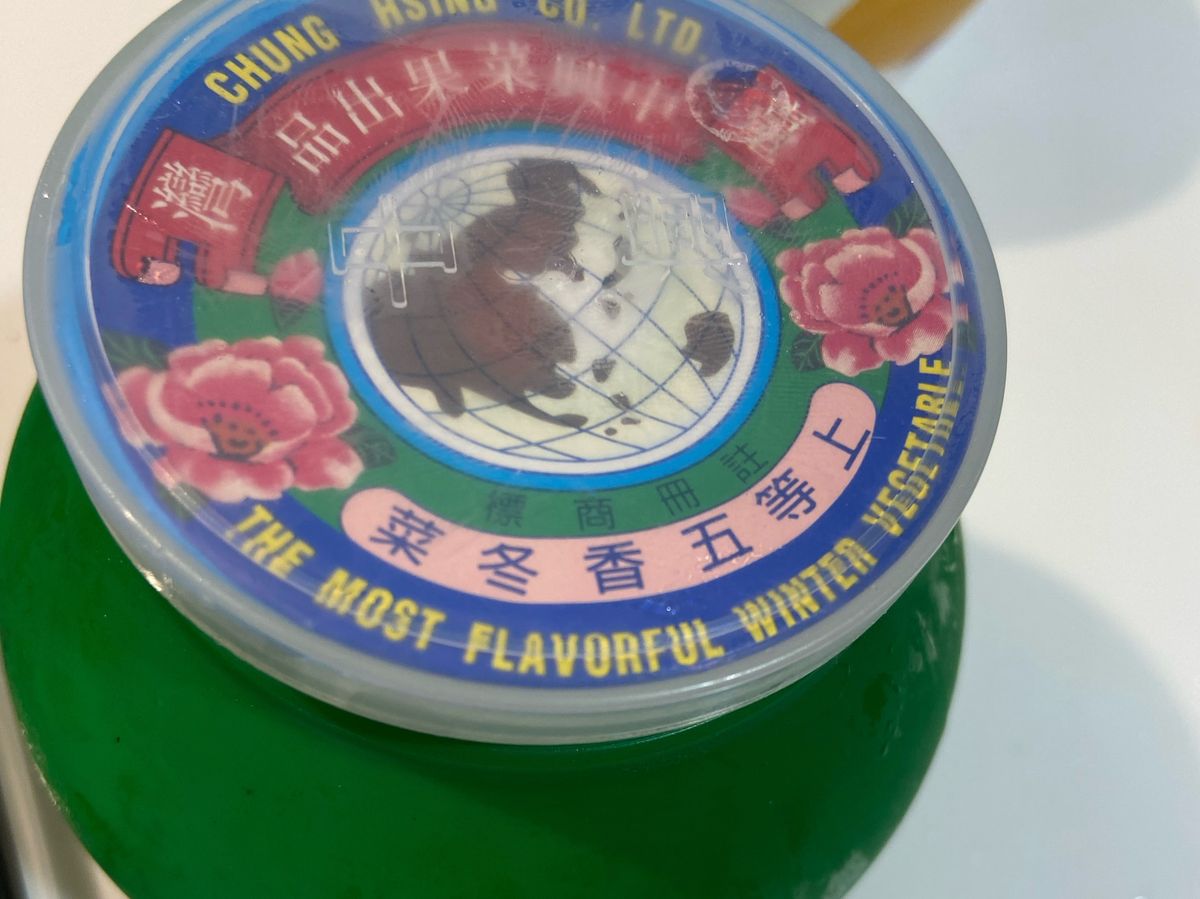 CHUNG HSING CO. LTD.
灣
中興菜果出品
中興
註冊商標
上等五香冬菜
THE MOST FLAVORFUL WINTER VEGETABLE